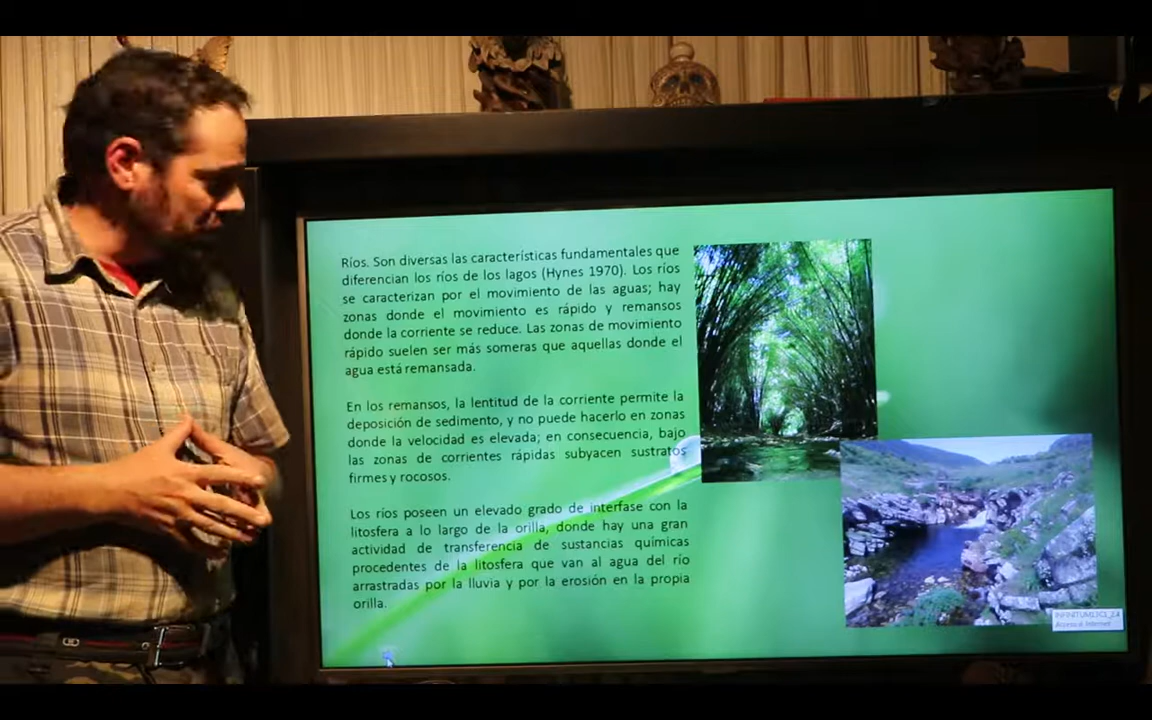 Ríos. Son diversas las características fundamentales que
diferencian los ríos de los lagos (Hynes 1970). Los ríos
se caracterizan por el movimiento de las aguas; hay
zonas donde el movimiento es rápido y remansos
donde la corriente se reduce. Las zonas de movimiento
rápido suelen ser más someras que aquellas donde el
agua está remansada.
En los remansos, la lentitud de la corriente permite la
deposición de sedimento, y no puede hacerlo en zonas
donde la velocidad es elevada; en consecuencia, bajo
las zonas de corrientes rápidas subyacen sustratos
firmes y rocosos.
Los ríos poseen un elevado grado de interfase con la
litosfera a lo largo de la orilla, donde hay una gran
actividad de transferencia de sustancias químicas
procedentes de la litosfera que van al agua del río
arrastradas por la lluvia y por la erosión en la propia
orilla.
Acceso a Internet